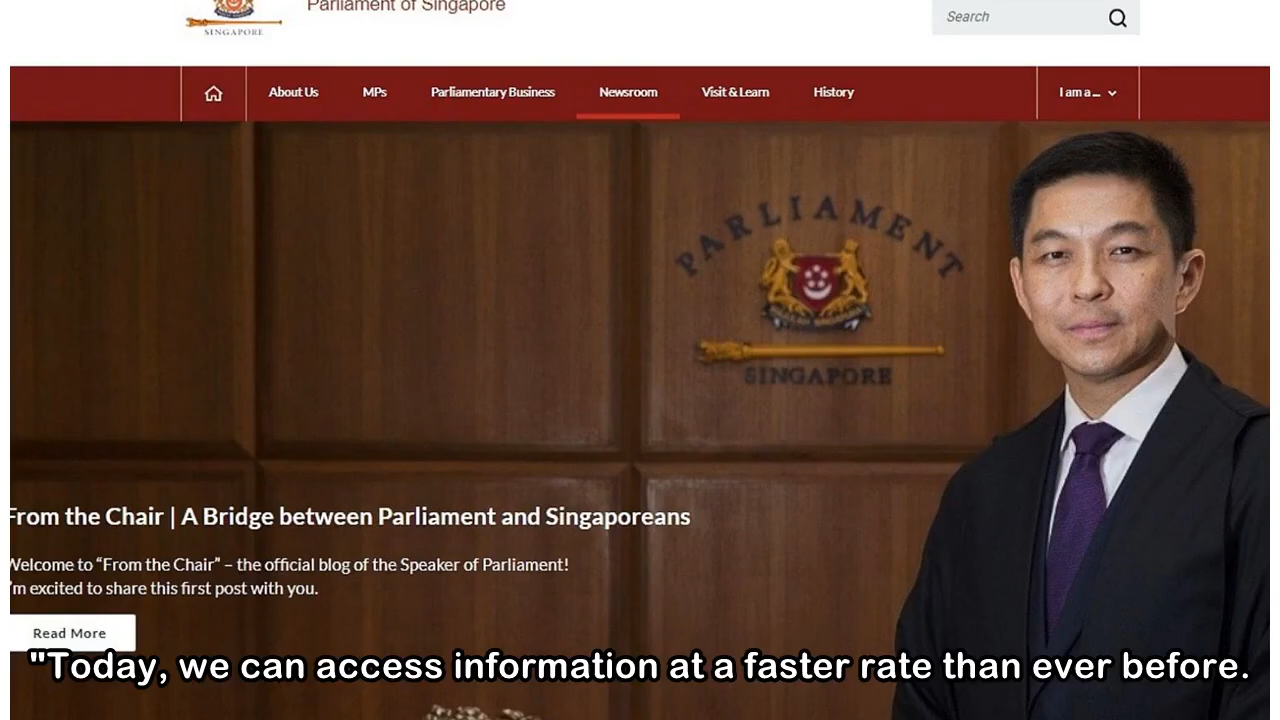 Parliament of Singapore
SINGAPORE
Search
About Us
MPs
Parliamentary Business
Newsroom
Visit & Learn
History
I am a ...
PARLIAMENT
SINGAPORE
From the Chair | A Bridge between Parliament and Singaporeans
Welcome to “From the Chair” – the official blog of the Speaker of Parliament!
I'm excited to share this first post with you.
Read More
"Today, we can access information at a faster rate than ever before.